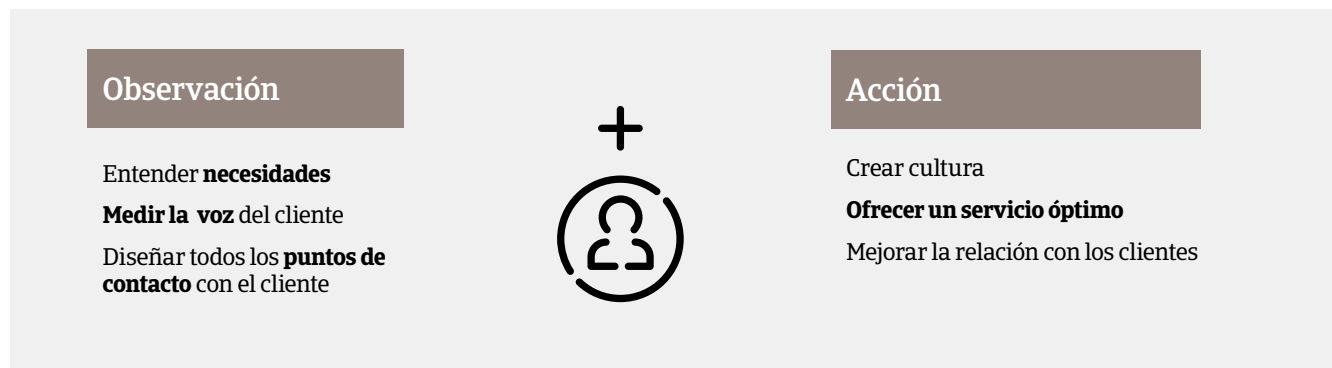 Observación
Entender necesidades
Medir la voz del cliente
Diseñar todos los puntos de
contacto con el cliente
Acción
Crear cultura
Ofrecer un servicio óptimo
Mejorar la relación con los clientes